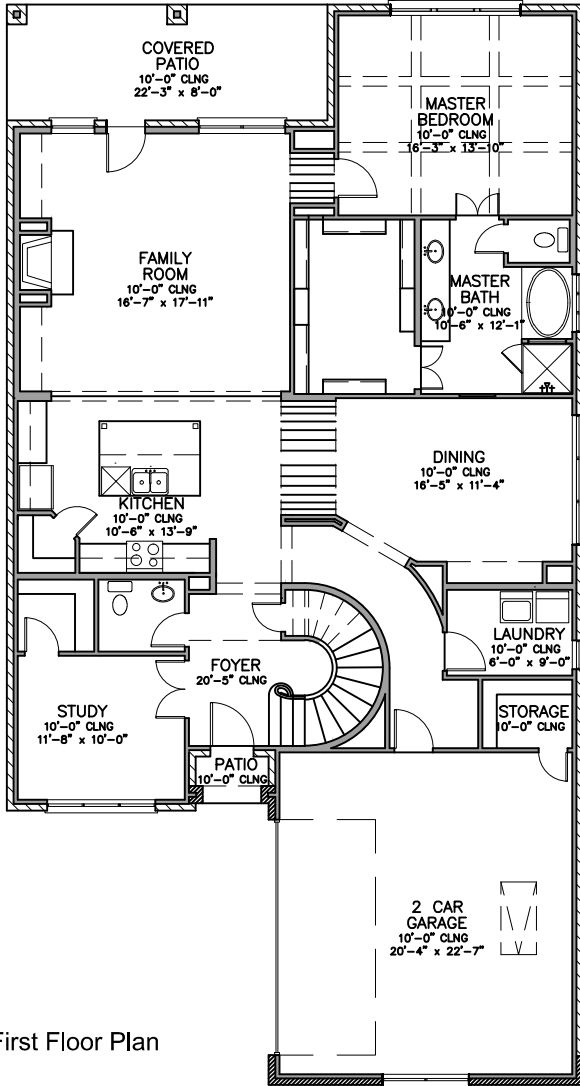 COVERED
PATIO
10'-0" CLNG
22'-3" x 8'-0"
MASTER
BEDROOM
10'-0" CLNG
16'-3" x 13'-10"
FAMILY
ROOM
10'-0" CLNG
16'-7" x 17'-11"
MASTER
BATH
10'-0" CLNG
10'-6" x 12'-1"
DINING
10'-0" CLNG
16'-5" x 11'-4"
KITCHEN
10'-0" CLNG
10'-6" x 13'-9"
LAUNDRY
10'-0" CLNG
6'-0" x 9'-0"
FOYER
20'-5" CLNG
STUDY
10'-0" CLNG
11'-8" x 10'-0"
STORAGE
10'-0" CLNG
PATIO
10'-0" CLNG
2 CAR
GARAGE
10'-0" CLNG
20'-4" x 22'-7"
First Floor Plan